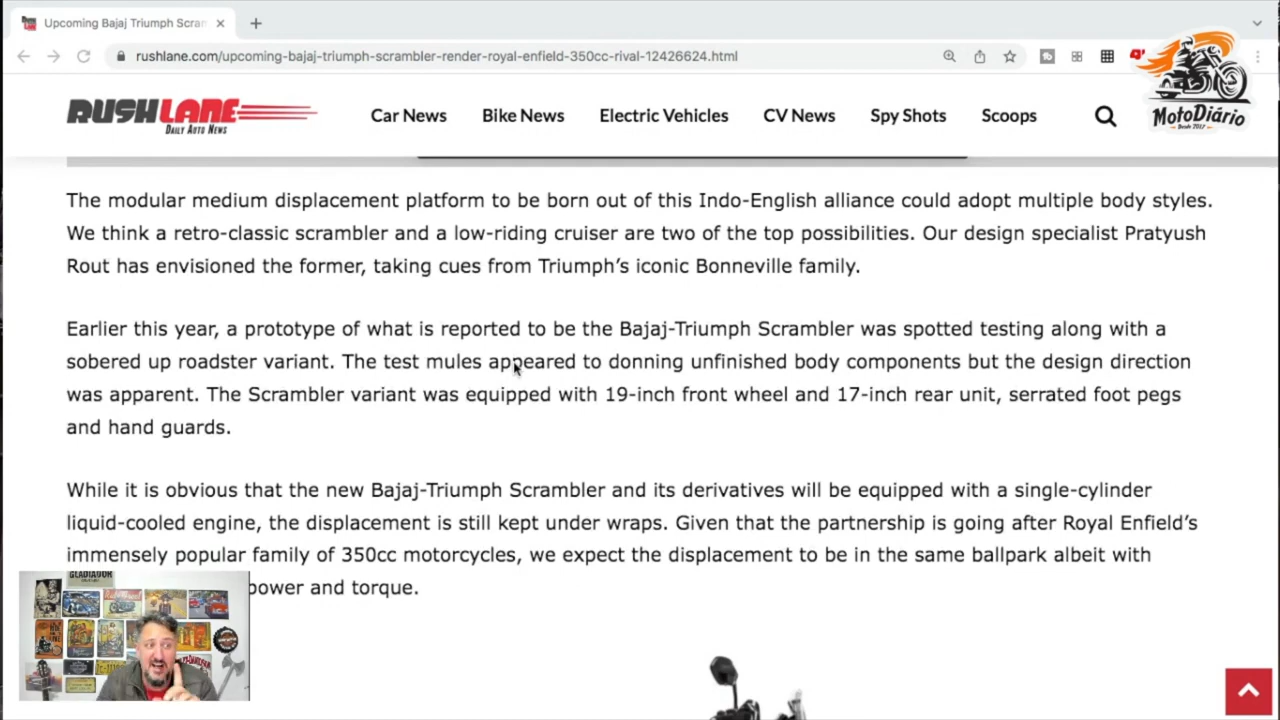 Upcoming Bajaj Triumph Scram
rushlane.com/upcoming-bajaj-triumph-scrambler-render-royal-enfield-350cc-rival-12426624.html
RUSHLANE
DAILY AUTO NEWS
Car News
Bike News
Electric Vehicles
CV News
Spy Shots
Scoops
MotoDiário
Desde 2017
The modular medium displacement platform to be born out of this Indo-English alliance could adopt multiple body styles.
We think a retro-classic scrambler and a low-riding cruiser are two of the top possibilities. Our design specialist Pratyush
Rout has envisioned the former, taking cues from Triumph's iconic Bonneville family.
Earlier this year, a prototype of what is reported to be the Bajaj-Triumph Scrambler was spotted testing along with a
sobered up roadster variant. The test mules appeared to donning unfinished body components but the design direction
was apparent. The Scrambler variant was equipped with 19-inch front wheel and 17-inch rear unit, serrated foot pegs
and hand guards.
While it is obvious that the new Bajaj-Triumph Scrambler and its derivatives will be equipped with a single-cylinder
liquid-cooled engine, the displacement is still kept under wraps. Given that the partnership is going after Royal Enfield's
immensely popular family of 350cc motorcycles, we expect the displacement to be in the same ballpark albeit with
power and torque.
GLADIADOR